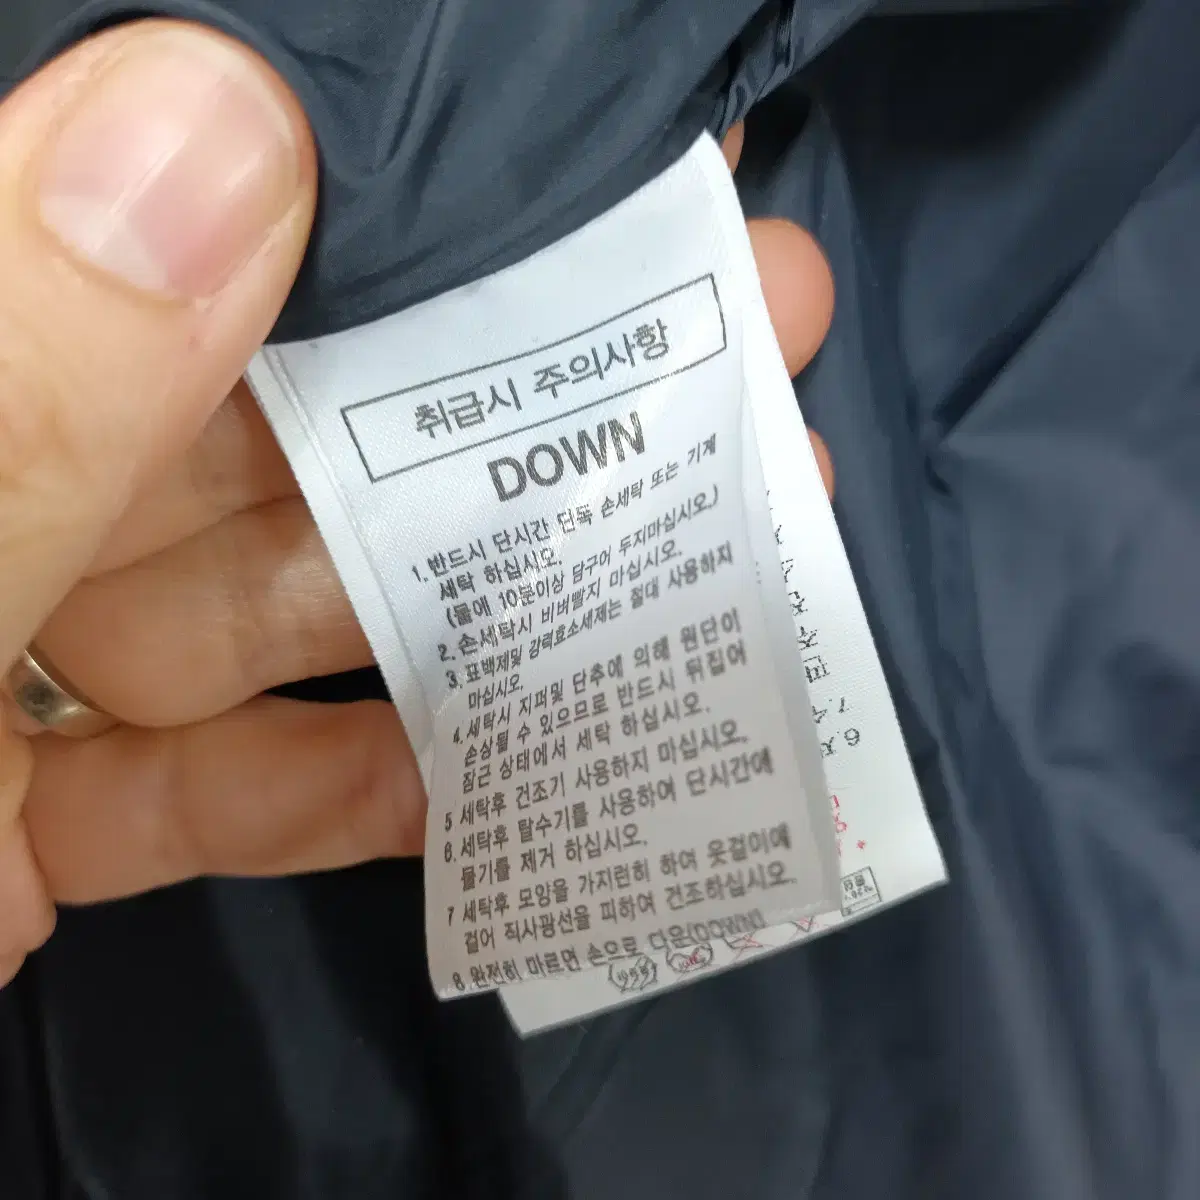 취급시 주의사항
DOWN
1. 반드시 단시간 단독 손세탁 또는 기계
세탁 하십시오.
(물에 10분이상 담구어 두지마십시오.)
2. 손세탁시 비벼빨지 마십시오.
3. 표백제및 강력효소세제는 절대 사용하지
마십시오.
4. 세탁시 지퍼및 단추에 의해 원단이
손상될 수 있으므로 반드시 뒤집어
잠근 상태에서 세탁 하십시오.
5 세탁후 건조기 사용하지 마십시오.
6. 세탁후 탈수기를 사용하여 단시간에
물기를 제거 하십시오.
7 세탁후 모양을 가지런히 하여 옷걸이에
걸어 직사광선을 피하여 건조하십시오.
8 완전히 마르면 손으로 다운(DOWN)